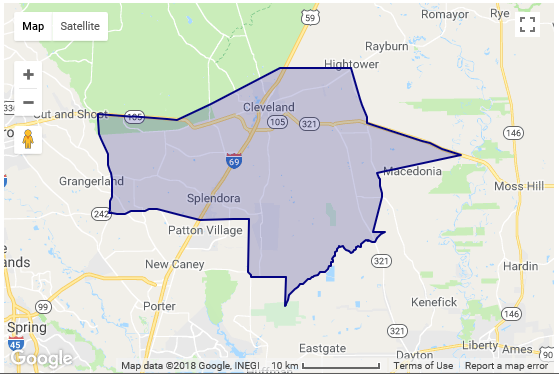 Map Satellite
59
Romayor Rye
Rayburn
Hightower
+
−
Cut and Shoot 105
Cleveland
105 321
146
69
Grangerland
Macedonia
Moss Hill
Splendora
242
Patton Village
New Caney
321
Hardin
99
Porter
Kenefick
146
Spring
45
321
Eastgate
Liberty Ames
Dayton
90
Google
Map data ©2018 Google, INEGI 10 km Terms of Use Report a map error